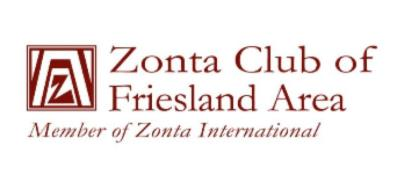 Zonta Club of
Friesland Area
Member of Zonta International